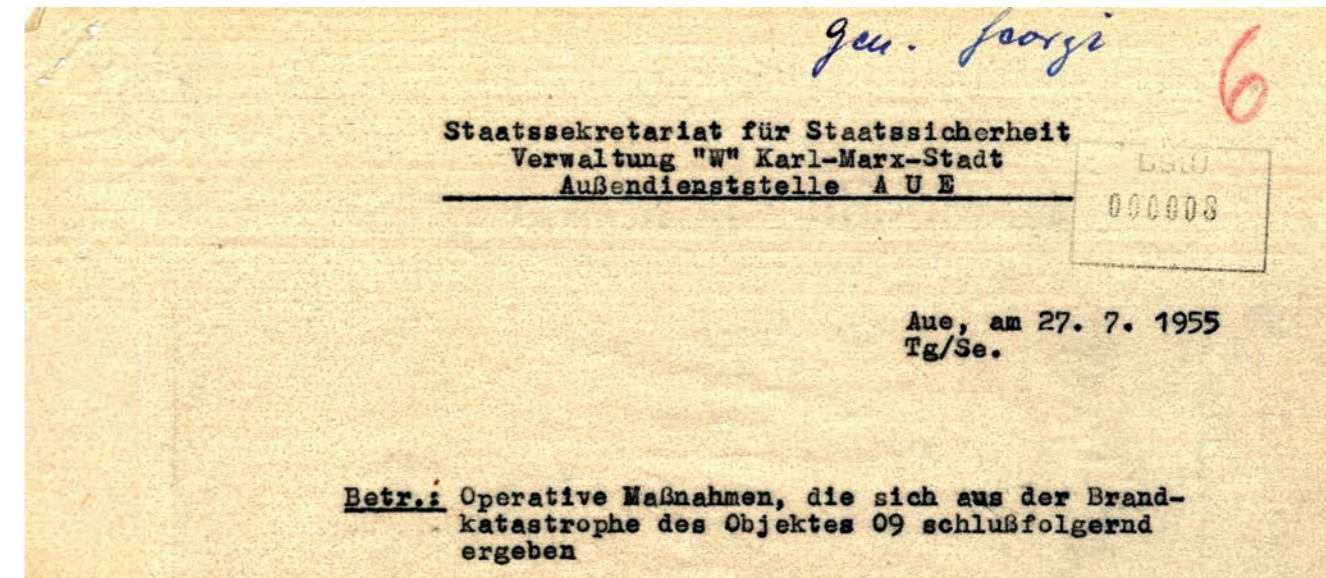 Gen. Georgi
6
Staatssekretariat für Staatssicherheit
Verwaltung "W" Karl-Marx-Stadt
Außendienststelle A U E
BStU
000008
Aue, am 27. 7. 1955
Tg/Se.
Betr.: Operative Maßnahmen, die sich aus der Brand-
katastrophe des Objektes 09 schlußfolgernd
ergeben